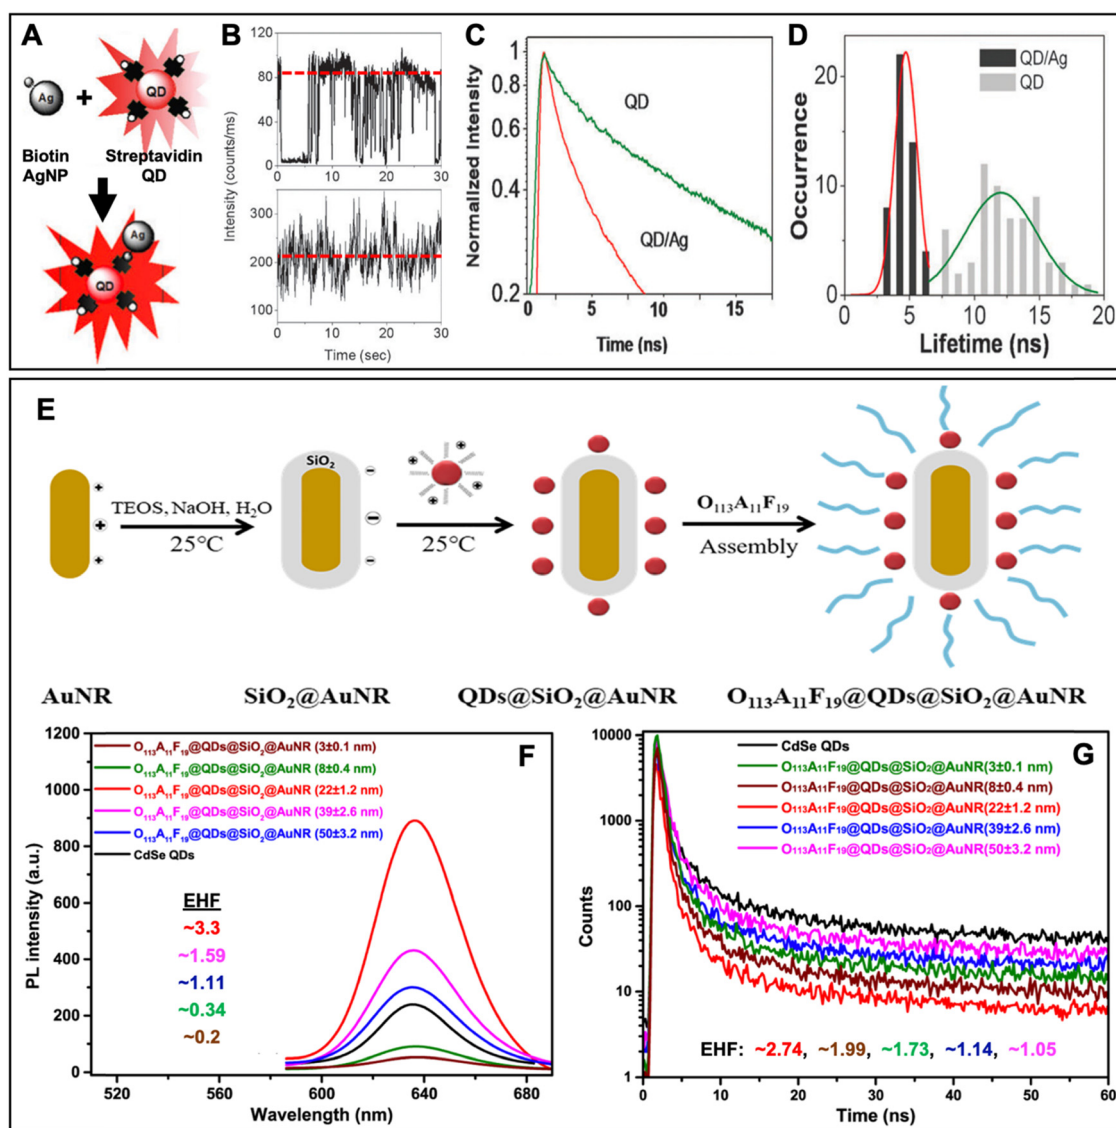 A
Ag
+
QD
Biotin
AgNP
Streptavidin
QD
Ag
QD
B
Intensity (counts/ms)
120
80
40
0
0 10 20 30
300
200
100
0 10 20 30
Time (sec)
C
Normalized Intensity
1
0.8
0.6
0.4
0.2
QD
QD/Ag
5 10 15
Time (ns)
D
Occurrence
20
10
0
QD/Ag
QD
0 5 10 15 20
Lifetime (ns)
E
+
+
+
TEOS, NaOH, H₂O
25°C
SiO₂
−
−
−
+
+
+
+
25°C
O₁₁₃A₁₁F₁₉
Assembly
AuNR
SiO₂@AuNR
QDs@SiO₂@AuNR
O₁₁₃A₁₁F₁₉@QDs@SiO₂@AuNR
F
PL intensity (a.u.)
1200
1000
800
600
400
200
0
O₁₁₃A₁₁F₁₉@QDs@SiO₂@AuNR (3±0.1 nm)
O₁₁₃A₁₁F₁₉@QDs@SiO₂@AuNR (8±0.4 nm)
O₁₁₃A₁₁F₁₉@QDs@SiO₂@AuNR (22±1.2 nm)
O₁₁₃A₁₁F₁₉@QDs@SiO₂@AuNR (39±2.6 nm)
O₁₁₃A₁₁F₁₉@QDs@SiO₂@AuNR (50±3.2 nm)
CdSe QDs
EHF
~3.3
~1.59
~1.11
~0.34
~0.2
520 560 600 640 680
Wavelength (nm)
G
Counts
10000
1000
100
10
1
CdSe QDs
O₁₁₃A₁₁F₁₉@QDs@SiO₂@AuNR(3±0.1 nm)
O₁₁₃A₁₁F₁₉@QDs@SiO₂@AuNR(8±0.4 nm)
O₁₁₃A₁₁F₁₉@QDs@SiO₂@AuNR(22±1.2 nm)
O₁₁₃A₁₁F₁₉@QDs@SiO₂@AuNR(39±2.6 nm)
O₁₁₃A₁₁F₁₉@QDs@SiO₂@AuNR(50±3.2 nm)
EHF: ~2.74, ~1.99, ~1.73, ~1.14, ~1.05
0 10 20 30 40 50 60
Time (ns)